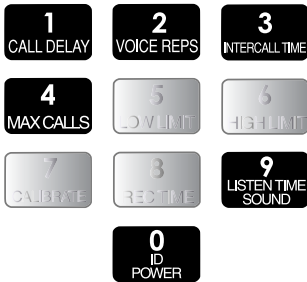 1
CALL DELAY
2
VOICE REPS
3
INTERCALL TIME
4
MAX CALLS
5
LOW LIMIT
6
HIGH LIMIT
7
CALIBRATE
8
REC TIME
9
LISTEN TIME
SOUND
0
ID
POWER